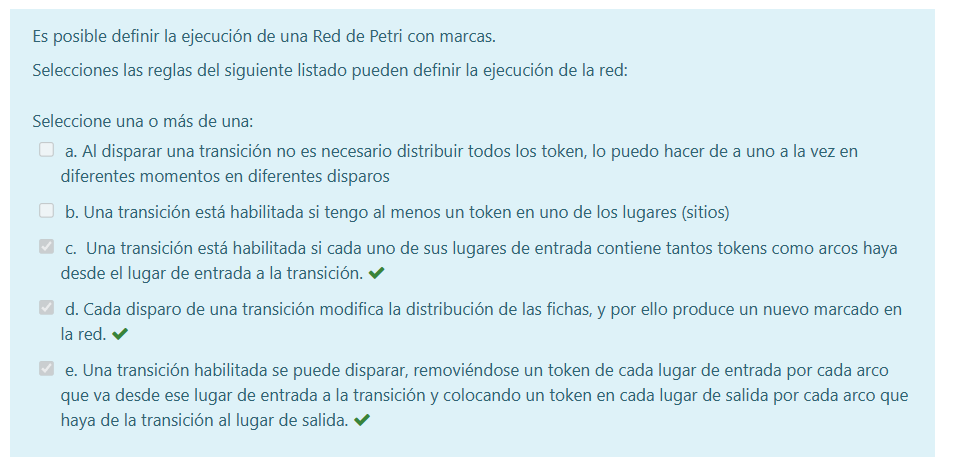 Es posible definir la ejecución de una Red de Petri con marcas.
Selecciones las reglas del siguiente listado pueden definir la ejecución de la red:
Seleccione una o más de una:
a. Al disparar una transición no es necesario distribuir todos los token, lo puedo hacer de a uno a la vez en
diferentes momentos en diferentes disparos
b. Una transición está habilitada si tengo al menos un token en uno de los lugares (sitios)
c. Una transición está habilitada si cada uno de sus lugares de entrada contiene tantos tokens como arcos haya
desde el lugar de entrada a la transición.
d. Cada disparo de una transición modifica la distribución de las fichas, y por ello produce un nuevo marcado en
la red.
e. Una transición habilitada se puede disparar, removiéndose un token de cada lugar de entrada por cada arco
que va desde ese lugar de entrada a la transición y colocando un token en cada lugar de salida por cada arco que
haya de la transición al lugar de salida.